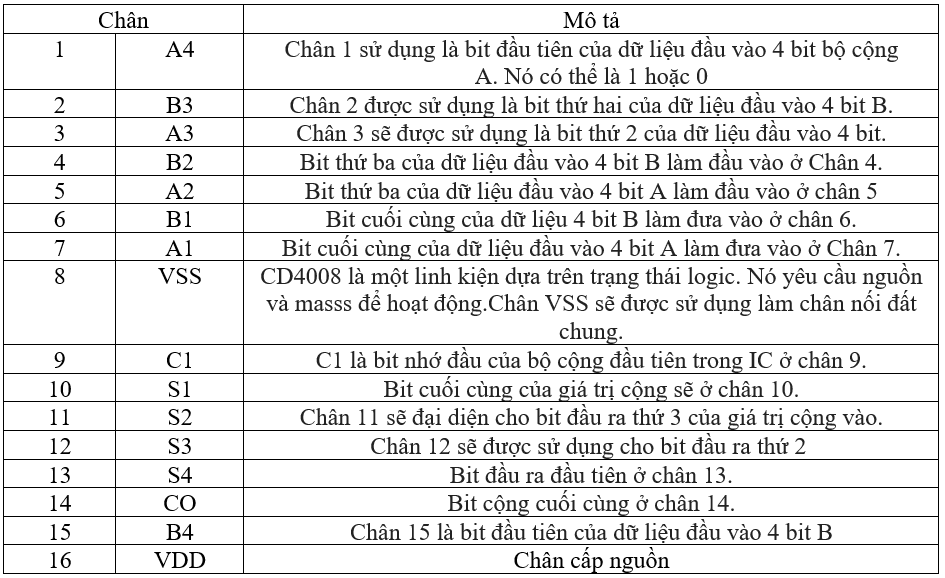 Chân Mô tả
1 A4 Chân 1 sử dụng là bit đầu tiên của dữ liệu đầu vào 4 bit bộ cộng
A. Nó có thể là 1 hoặc 0
2 B3 Chân 2 được sử dụng là bit thứ hai của dữ liệu đầu vào 4 bit B.
3 A3 Chân 3 sẽ được sử dụng là bit thứ 2 của dữ liệu đầu vào 4 bit.
4 B2 Bit thứ ba của dữ liệu đầu vào 4 bit B làm đầu vào ở Chân 4.
5 A2 Bit thứ ba của dữ liệu đầu vào 4 bit A làm đầu vào ở chân 5
6 B1 Bit cuối cùng của dữ liệu 4 bit B làm đưa vào ở chân 6.
7 A1 Bit cuối cùng của dữ liệu đầu vào 4 bit A làm đưa vào ở Chân 7.
8 VSS CD4008 là một linh kiện dựa trên trạng thái logic. Nó yêu cầu nguồn
và masss để hoạt động.Chân VSS sẽ được sử dụng làm chân nối đất
chung.
9 C1 C1 là bit nhớ đầu của bộ cộng đầu tiên trong IC ở chân 9.
10 S1 Bit cuối cùng của giá trị cộng sẽ ở chân 10.
11 S2 Chân 11 sẽ đại diện cho bit đầu ra thứ 3 của giá trị cộng vào.
12 S3 Chân 12 sẽ được sử dụng cho bit đầu ra thứ 2
13 S4 Bit đầu ra đầu tiên ở chân 13.
14 CO Bit cộng cuối cùng ở chân 14.
15 B4 Chân 15 là bit đầu tiên của dữ liệu đầu vào 4 bit B
16 VDD Chân cấp nguồn